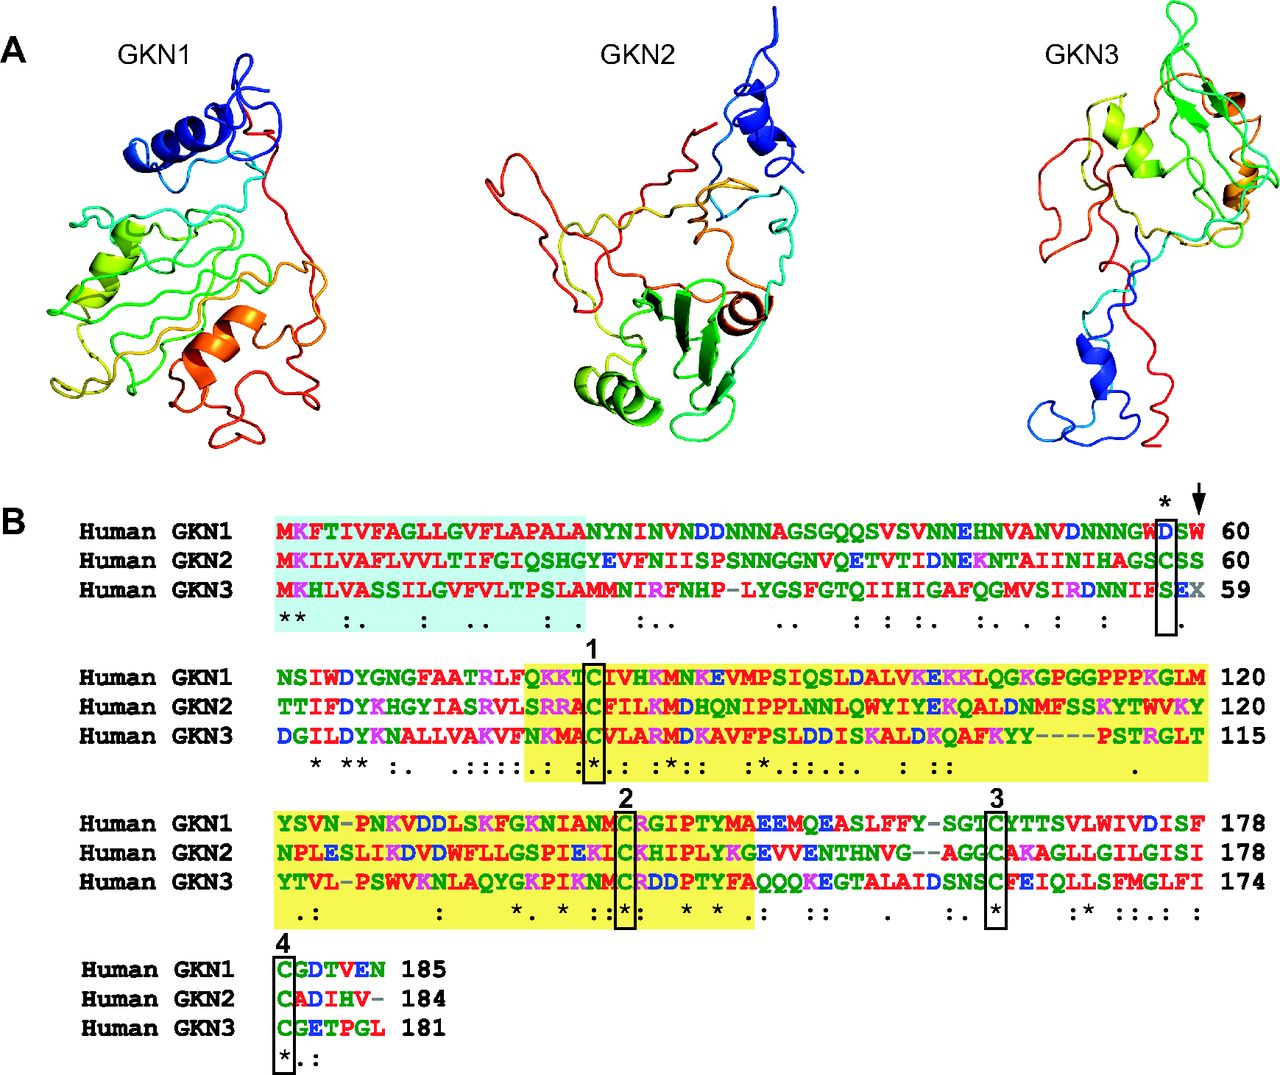 A
GKN1
GKN2
GKN3
B
* 
Human GKN1 MKFTIVFAGLLGVFLAPALANYNINVNDDNNNAGSGQQSVSVNNEHNVANVDNNNGWDSW 60
Human GKN2 MKILVAFLVVLTIFGIQSHGYEVFNIISPSNNGGNVQETVTIDNEKNTAIINIHAGSCSS 60
Human GKN3 MKHLVASSILGVFVLTPSLAMMNIRFNHP-LYGSFGTQIIHIGAFQGMVSIRDNNIFSEX 59
** :. : .. : . :.. : :. . : : .
1
Human GKN1 NSIWDYGNGFAATRLFQKKTCIVHKMNKEVMPSIQSLDALVKEKKLQGKGPGGPPPKGLM 120
Human GKN2 TTIFDYKHGYIASRVLSRRACFILKMDHQNIPPLNNLQWYIYEKQALDNMFSSKYTWVKY 120
Human GKN3 DGILDYKNALLVAKVFNKMACVLARMDKAVFPSLDDISKALDKQAFKYY----PSTRGLT 115
* ** :. .::::.: :*.: :*:: *.::.. : :: .
2 3
Human GKN1 YSVN-PNKVDDLSKFGKNIANMCRGIPTYMAEEMQEASLFFY-SGTCYTTSVLWIVDISF 178
Human GKN2 NPLESLIKDVDWFLLGSPIEKLCKHIPLYKGEVVENTHNVG--AGGCAKAGLLGILGISI 178
Human GKN3 YTVL-PSWVKNLAQYGKPIKNMCRDDPTYFAQQQKEGTALAIDSNSCFEIQLLSFMGLFI 174
.: : *. * ::*: * * .: :: . :. * :* ::.: :
4
Human GKN1 CGDTVEN 185
Human GKN2 CADIHV- 184
Human GKN3 CGETPGL 181
*.: